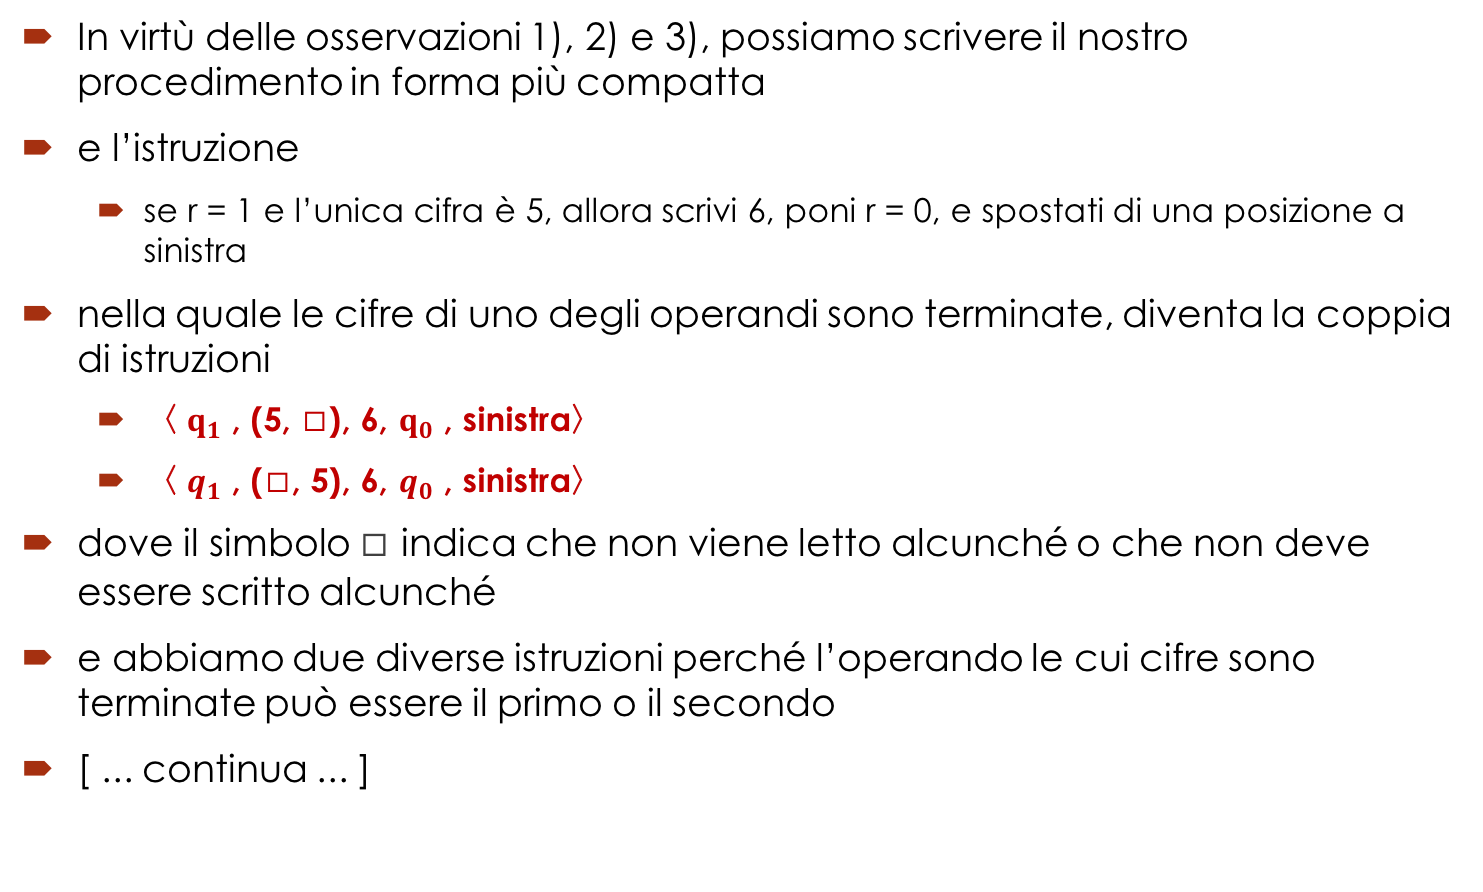 In virtù delle osservazioni 1), 2) e 3), possiamo scrivere il nostro
procedimento in forma più compatta
e l’istruzione
se r = 1 e l’unica cifra è 5, allora scrivi 6, poni r = 0, e spostati di una posizione a
sinistra
nella quale le cifre di uno degli operandi sono terminate, diventa la coppia
di istruzioni
〈 q₁ , (5, □), 6, q₀ , sinistra〉
〈 q₁ , (□, 5), 6, q₀ , sinistra〉
dove il simbolo □ indica che non viene letto alcunché o che non deve
essere scritto alcunché
e abbiamo due diverse istruzioni perché l’operando le cui cifre sono
terminate può essere il primo o il secondo
[ ... continua ... ]